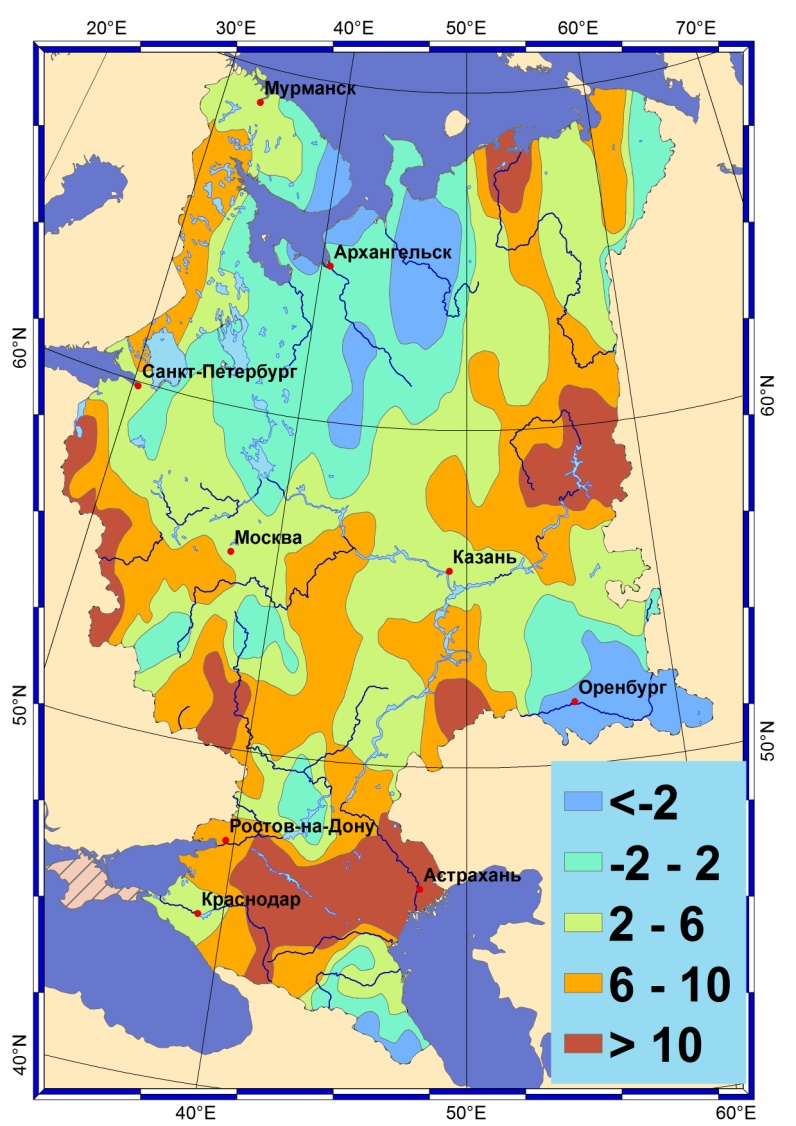 20°E 30°E 40°E 50°E 60°E 70°E
Мурманск
Архангельск
60°N
Санкт-Петербург
60°N
Москва
Казань
50°N
Оренбург
50°N
<-2
Ростов-на-Дону
-2 - 2
Астрахань
Краснодар
2 - 6
6 - 10
> 10
40°N
40°E 50°E 60°E